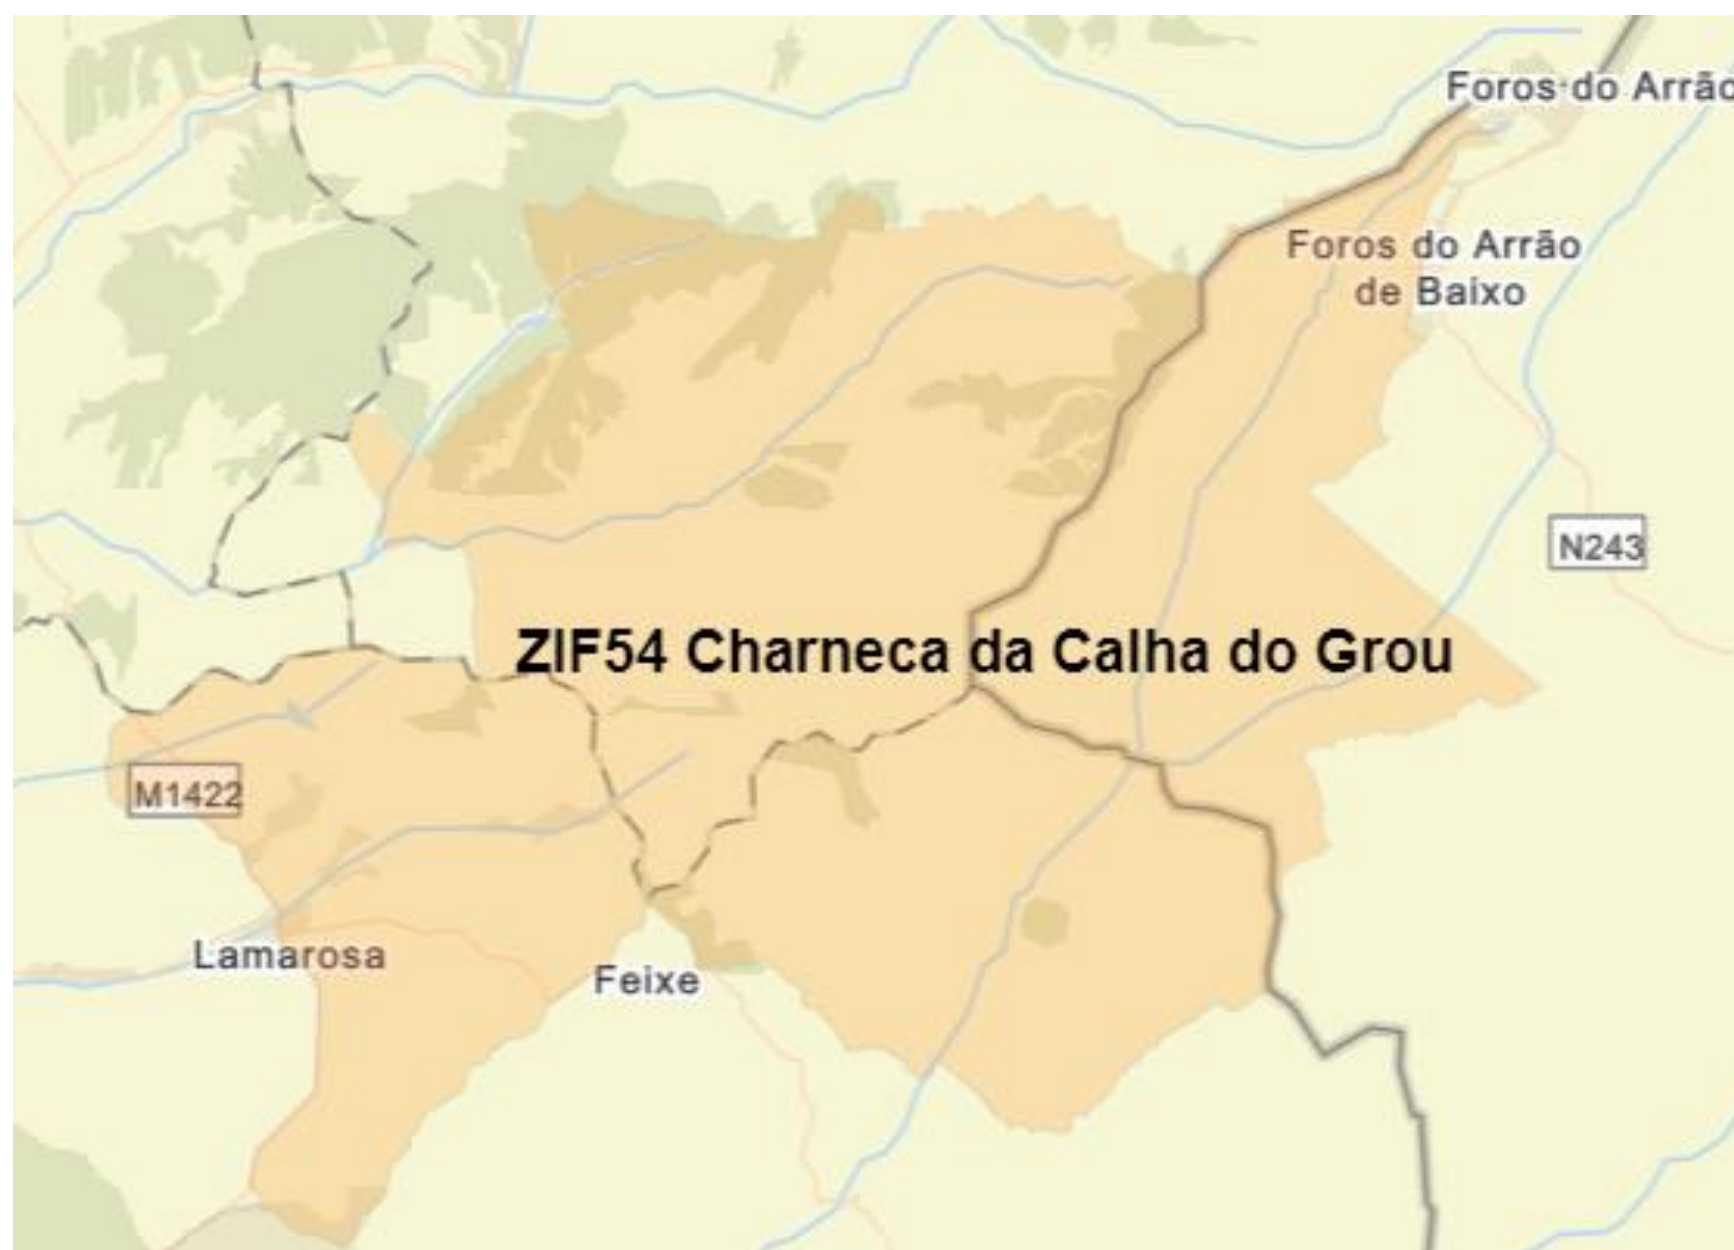 Foros do Arrão
Foros do Arrão
de Baixo
N243
ZIF54 Charneca da Calha do Grou
M1422
Lamarosa
Feixe